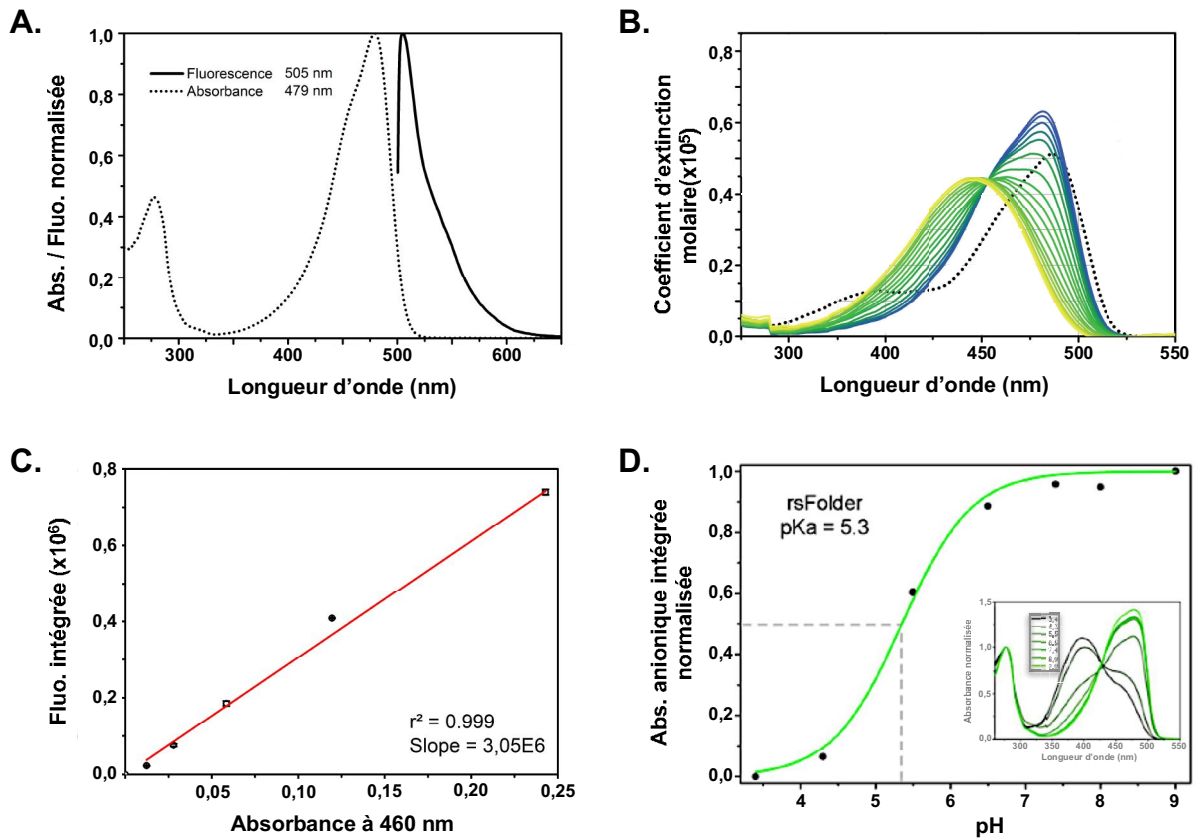 A.
Abs. / Fluo. normalisée
1,0
0,8
0,6
0,4
0,2
0,0
Fluorescence 505 nm
Absorbance 479 nm
300
400
500
600
Longueur d'onde (nm)
B.
Coefficient d'extinction
molaire(x10⁵)
0,8
0,6
0,4
0,2
0,0
300
400
450
500
550
Longueur d'onde (nm)
C.
Fluo. intégrée (x10⁶)
0,8
0,6
0,4
0,2
0,0
r² = 0.999
Slope = 3,05E6
0,00
0,05
0,10
0,15
0,20
0,25
Absorbance à 460 nm
D.
Abs. anionique intégrée
normalisée
1,0
0,8
0,6
0,4
0,2
0,0
rsFolder
pKa = 5.3
Absorbance normalisée
1,5
1,0
0,5
0,0
300
350
400
450
500
550
Longueur d'onde (nm)
4
5
6
7
8
9
pH